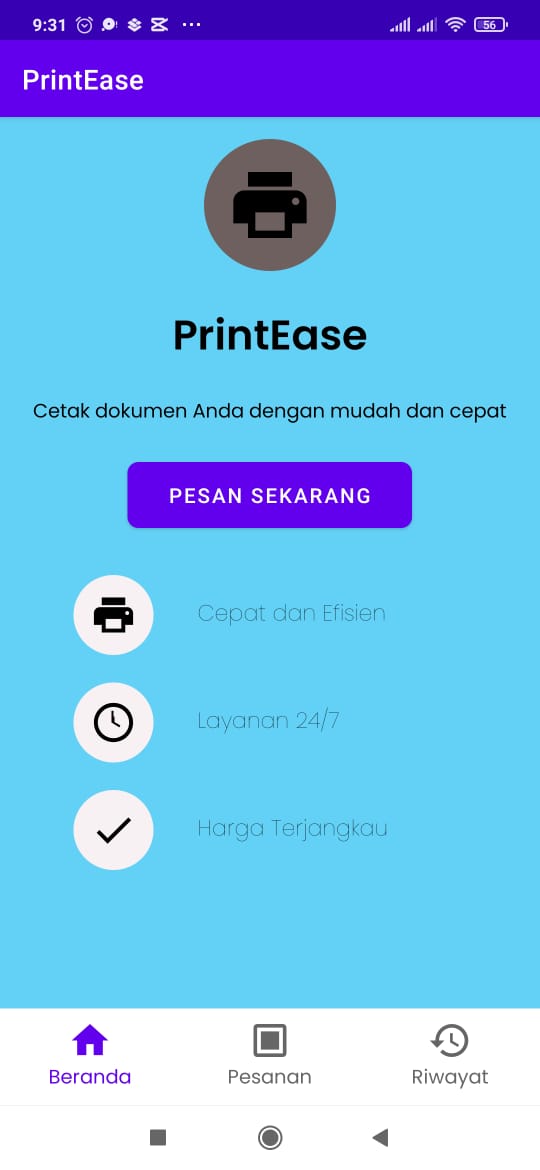 9:31
56
PrintEase
PrintEase
Cetak dokumen Anda dengan mudah dan cepat
PESAN SEKARANG
Cepat dan Efisien
Layanan 24/7
Harga Terjangkau
Beranda Pesanan Riwayat